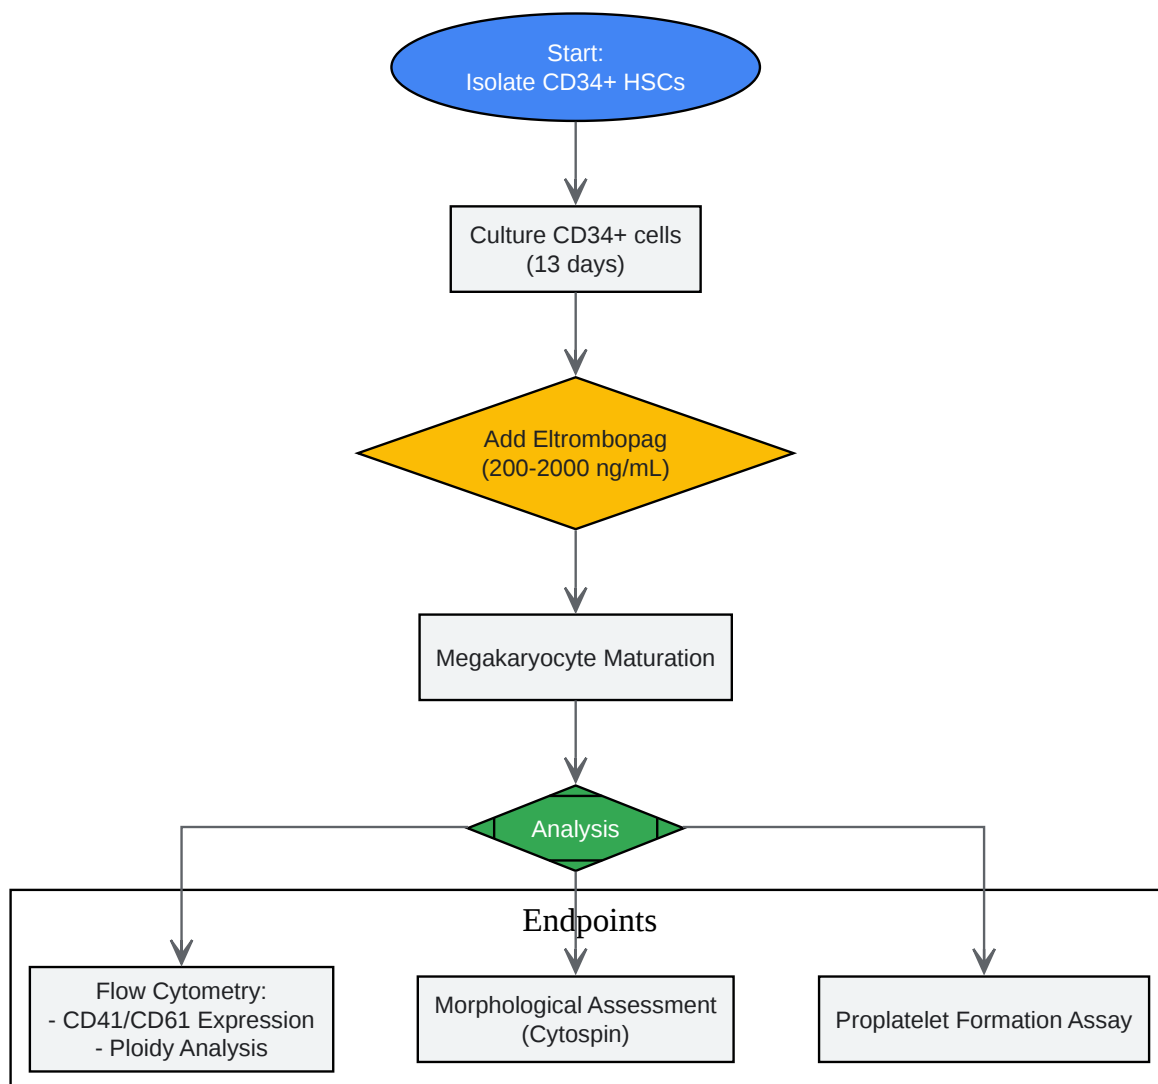 Start:
Isolate CD34+ HSCs
Culture CD34+ cells
(13 days)
Add Eltrombopag
(200-2000 ng/mL)
Megakaryocyte Maturation
Analysis
Endpoints
Flow Cytometry:
- CD41/CD61 Expression
- Ploidy Analysis
Morphological Assessment
(Cytospin)
Proplatelet Formation Assay